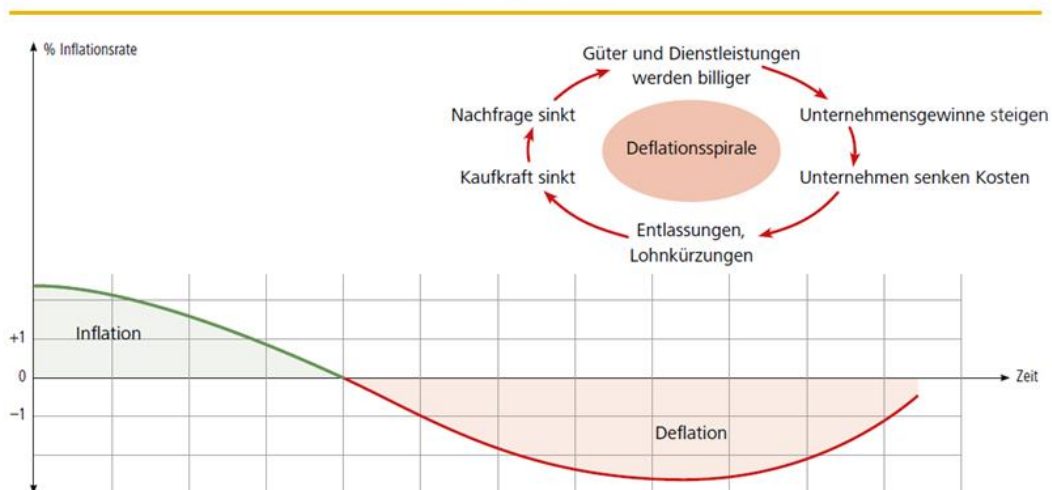 % Inflationsrate
Güter und Dienstleistungen
werden billiger
Nachfrage sinkt
Unternehmensgewinne steigen
Deflationsspirale
Kaufkraft sinkt
Unternehmen senken Kosten
Entlassungen,
Lohnkürzungen
Inflation
+1
0
Zeit
–1
Deflation